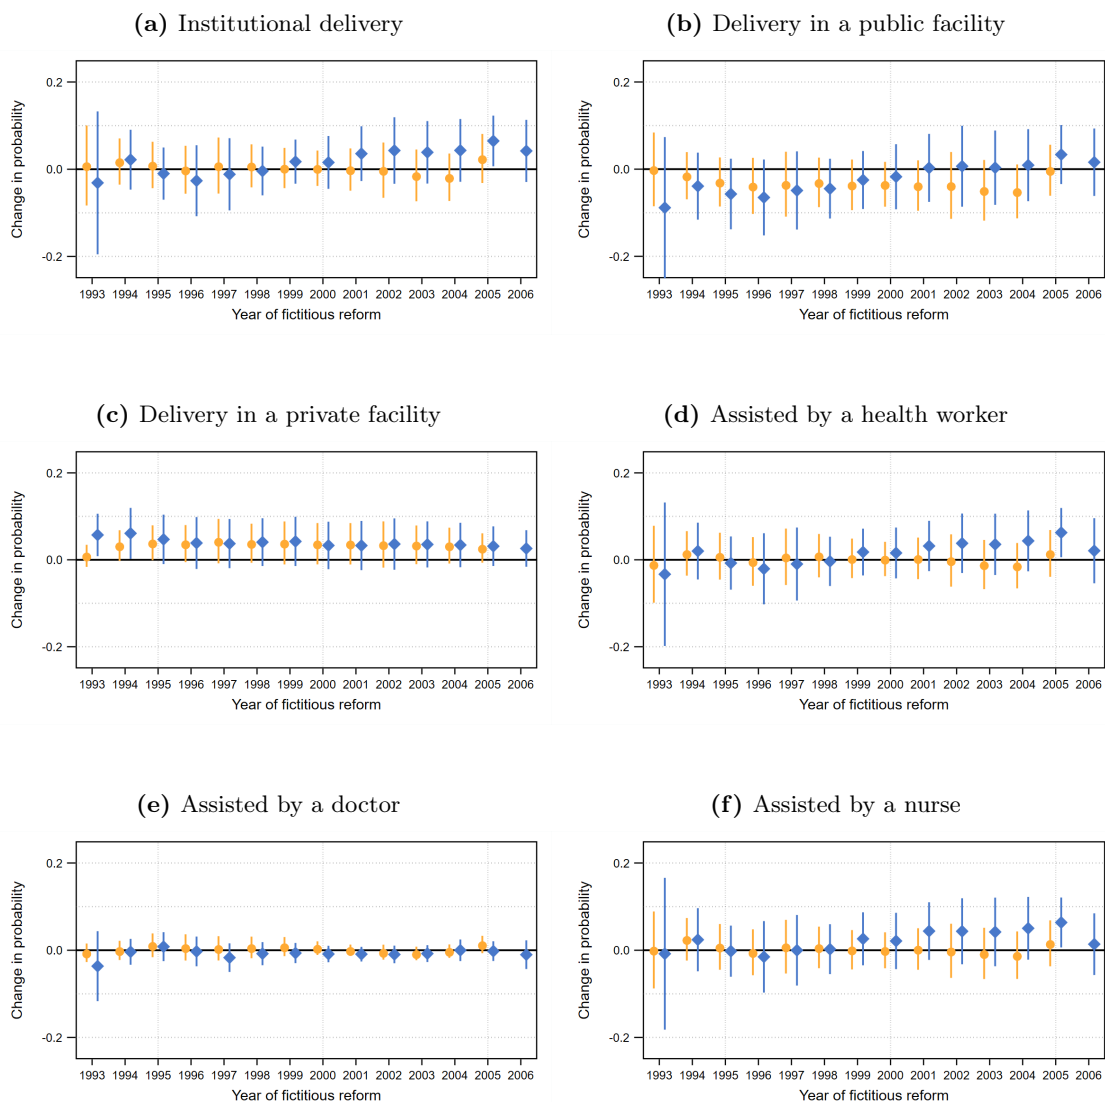 (a) Institutional delivery
Change in probability
0.2
0.0
-0.2
1993 1994 1995 1996 1997 1998 1999 2000 2001 2002 2003 2004 2005 2006
Year of fictitious reform
(b) Delivery in a public facility
Change in probability
0.2
0.0
-0.2
1993 1994 1995 1996 1997 1998 1999 2000 2001 2002 2003 2004 2005 2006
Year of fictitious reform
(c) Delivery in a private facility
Change in probability
0.2
0.0
-0.2
1993 1994 1995 1996 1997 1998 1999 2000 2001 2002 2003 2004 2005 2006
Year of fictitious reform
(d) Assisted by a health worker
Change in probability
0.2
0.0
-0.2
1993 1994 1995 1996 1997 1998 1999 2000 2001 2002 2003 2004 2005 2006
Year of fictitious reform
(e) Assisted by a doctor
Change in probability
0.2
0.0
-0.2
1993 1994 1995 1996 1997 1998 1999 2000 2001 2002 2003 2004 2005 2006
Year of fictitious reform
(f) Assisted by a nurse
Change in probability
0.2
0.0
-0.2
1993 1994 1995 1996 1997 1998 1999 2000 2001 2002 2003 2004 2005 2006
Year of fictitious reform